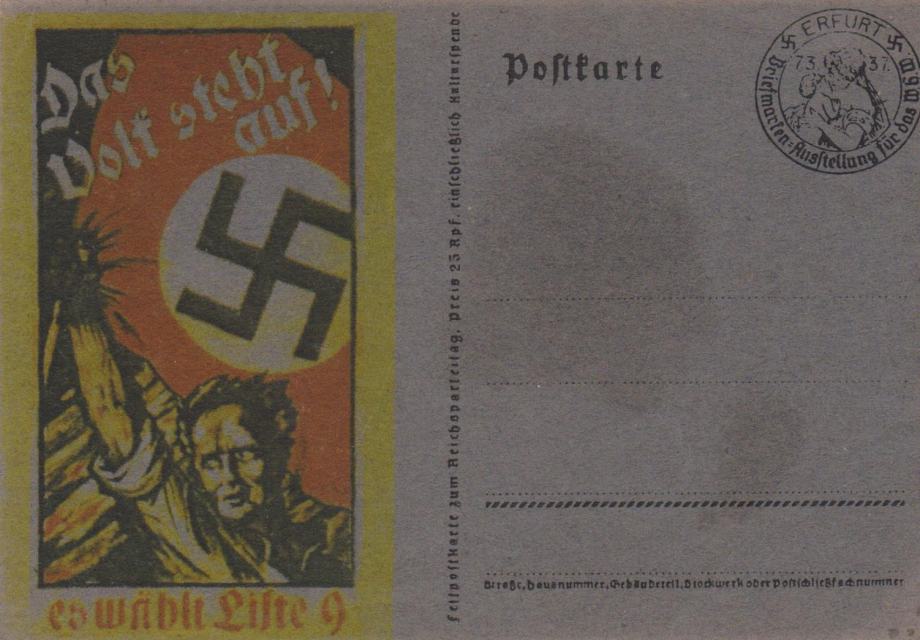 Das
Volk steht
auf!
es wählt Liste 9
Festpostkarte zum Reichsparteitag. Preis 25 Rpf. einschließlich Kulturspende
Postkarte
ERFURT
7.3. 37.
Briefmarken-Ausstellung für das W.H.W.
Straße, Hausnummer, Gebäudeteil, Stockwerk oder Postschließfachnummer